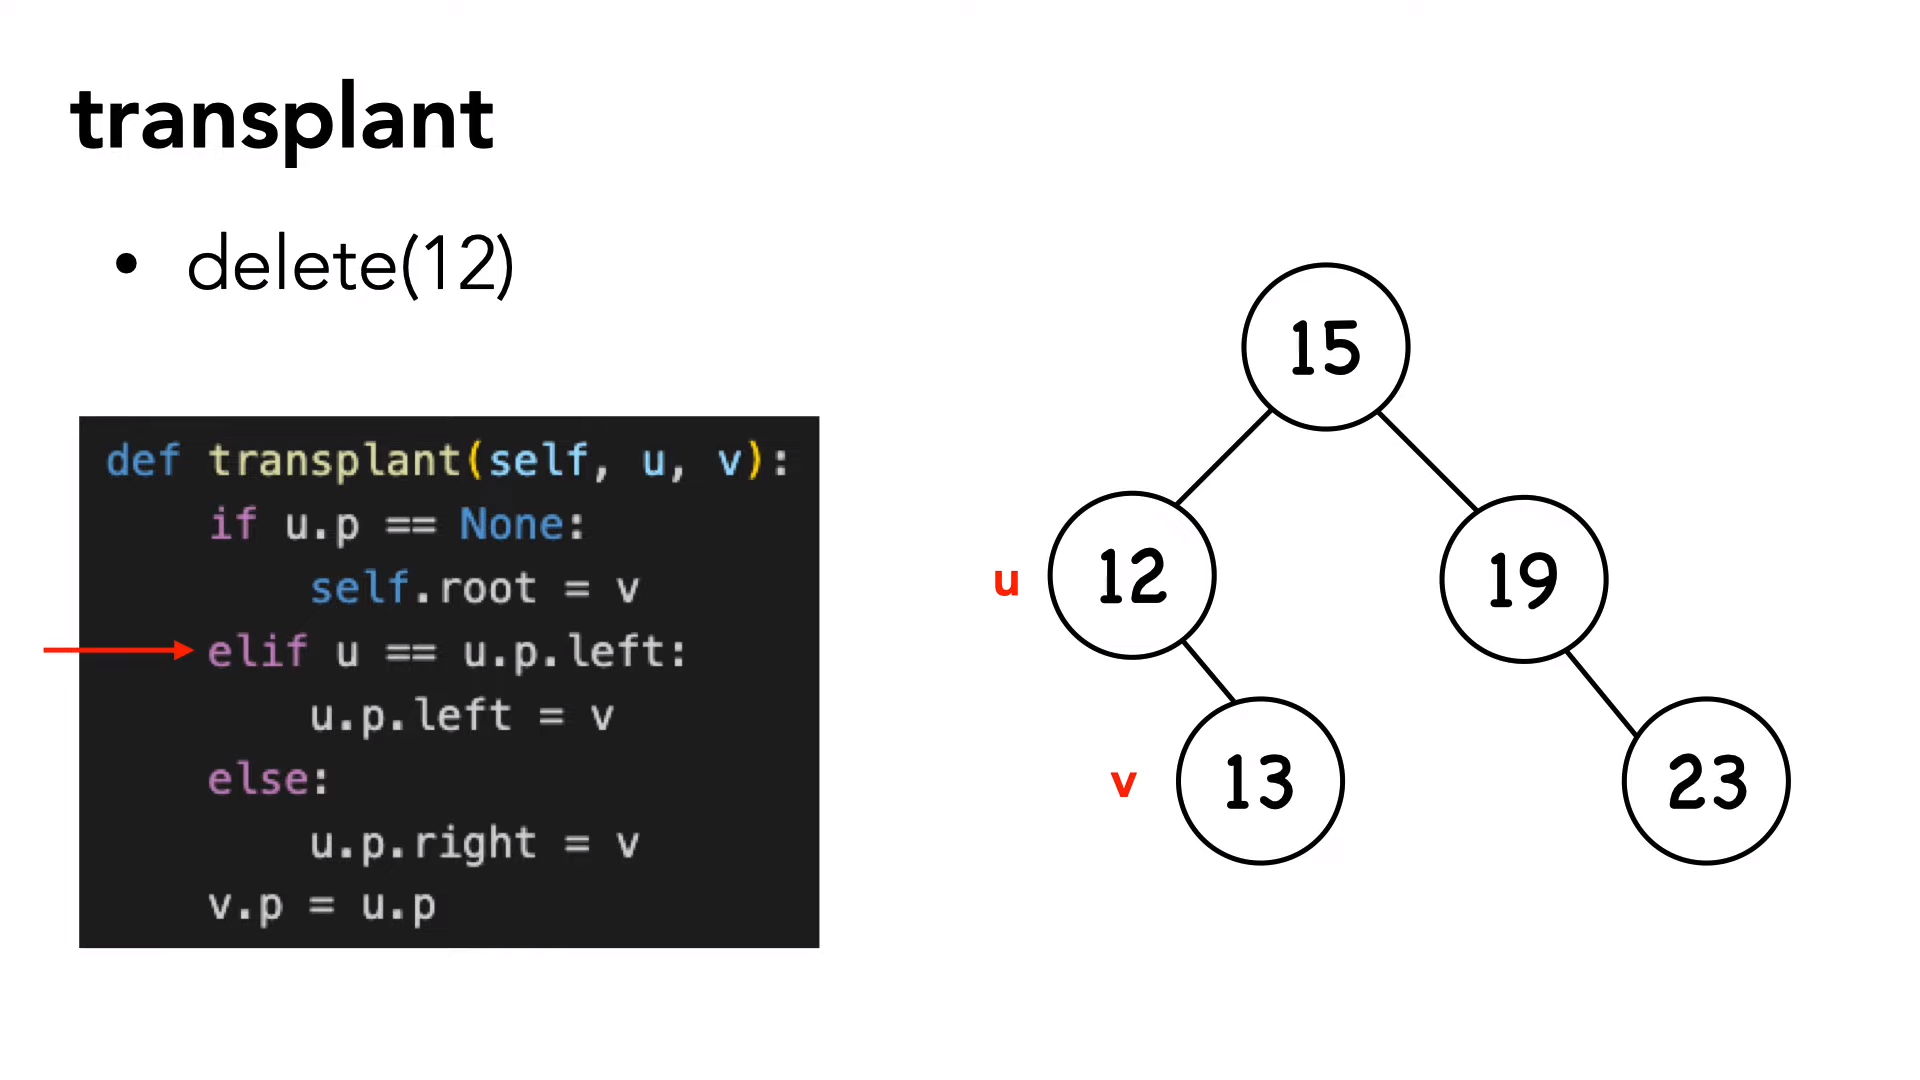 transplant
• delete(12)
def transplant(self, u, v):
    if u.p == None:
        self.root = v
    elif u == u.p.left:
        u.p.left = v
    else:
        u.p.right = v
    v.p = u.p
15
u 12
19
v 13
23